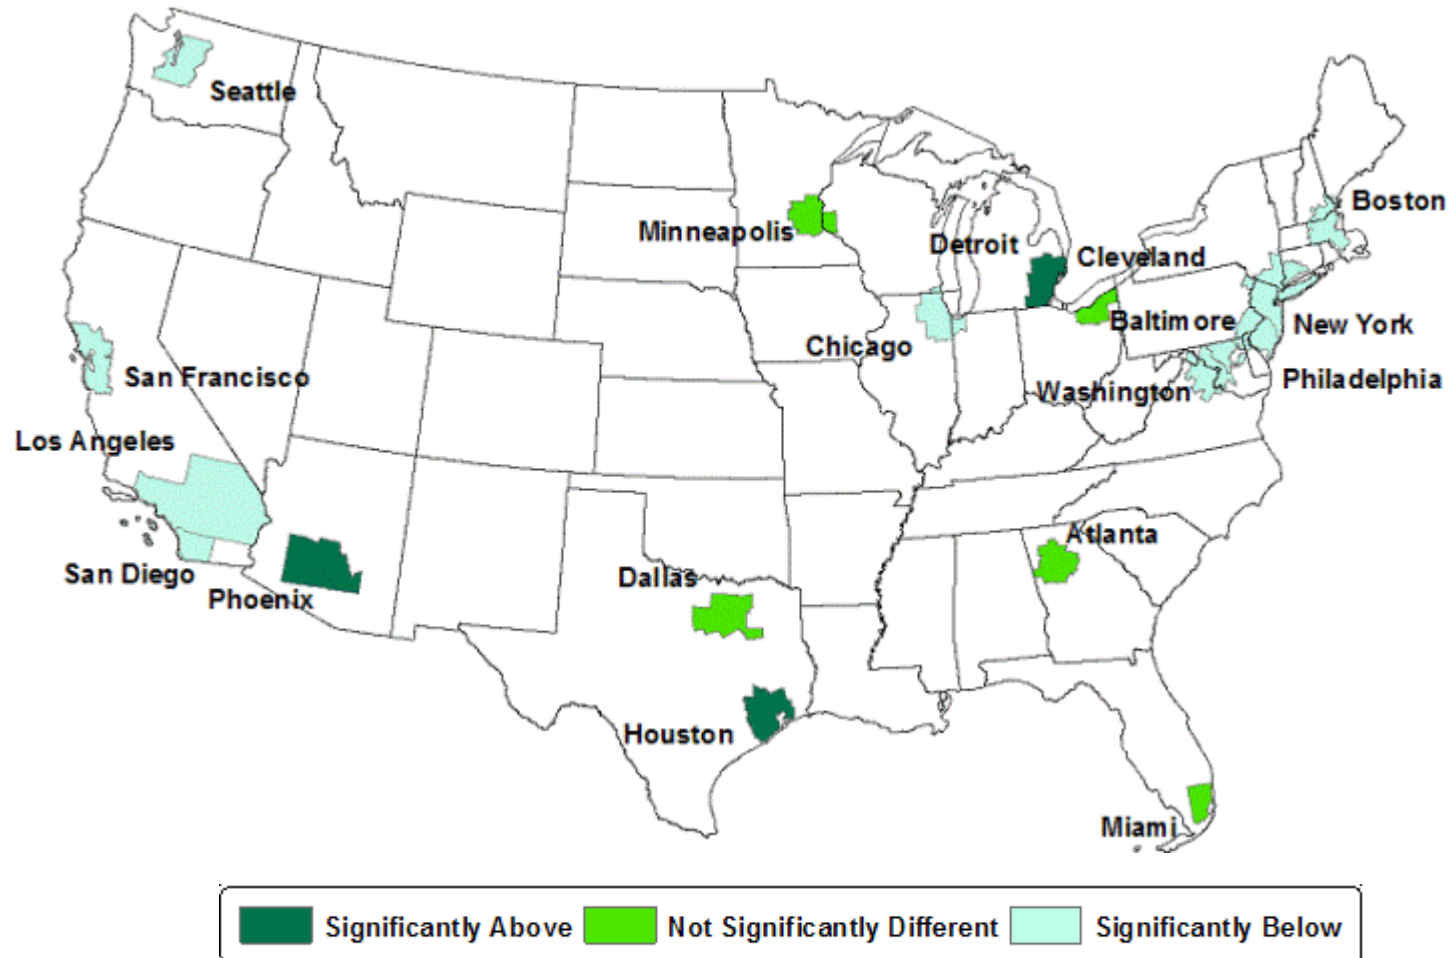 Seattle
Boston
Minneapolis
Detroit
Cleveland
Baltimore
New York
Chicago
San Francisco
Philadelphia
Washington
Los Angeles
Atlanta
San Diego
Dallas
Phoenix
Houston
Miami
Significantly Above
Not Significantly Different
Significantly Below